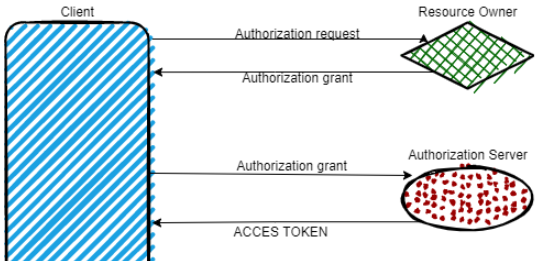 Client
Resource Owner
Authorization request
Authorization grant
Authorization Server
Authorization grant
ACCES TOKEN